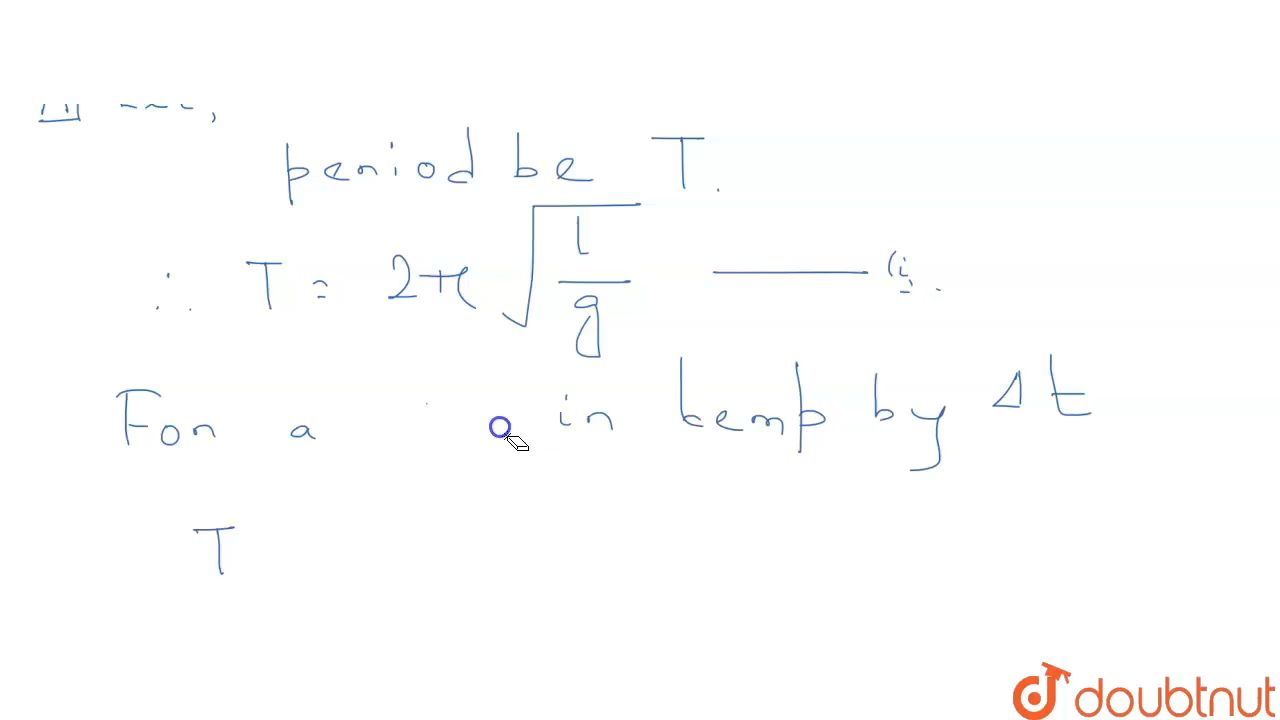 period be T.
∴ T = 2π √(l/g) ——— (i).
For a in temp by Δt
T
doubtnut